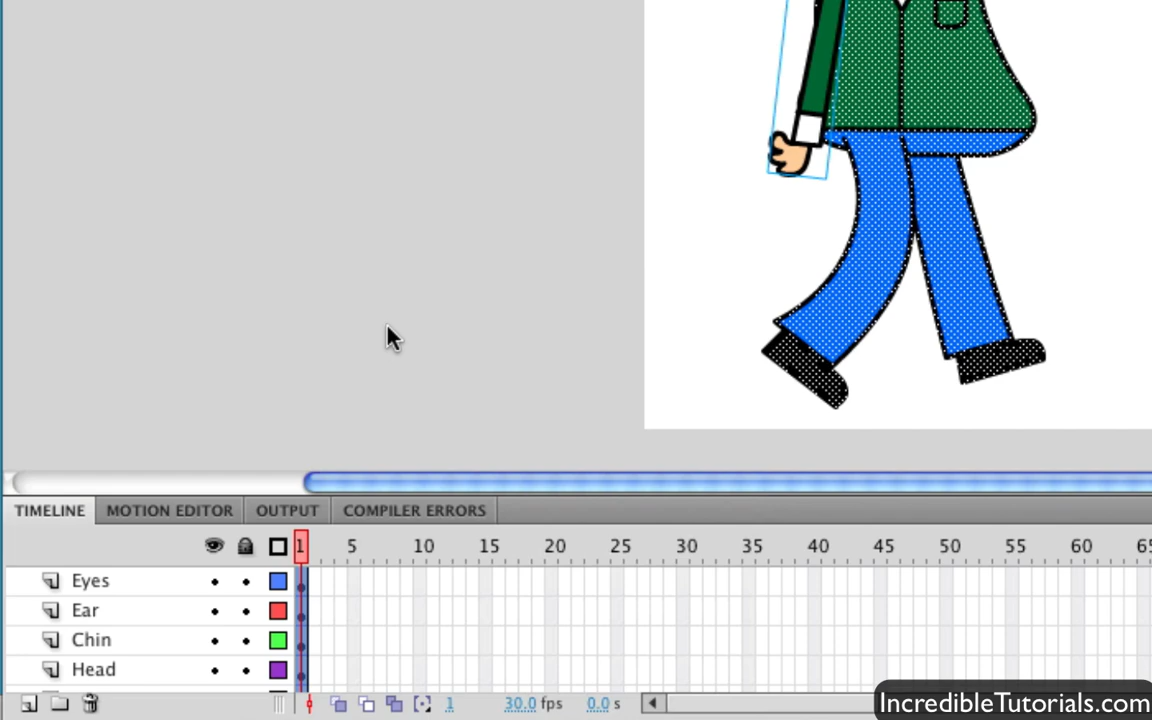 TIMELINE MOTION EDITOR OUTPUT COMPILER ERRORS
1 5 10 15 20 25 30 35 40 45 50 55 60 65
Eyes
Ear
Chin
Head
1 30.0 fps 0.0 s
IncredibleTutorials.com